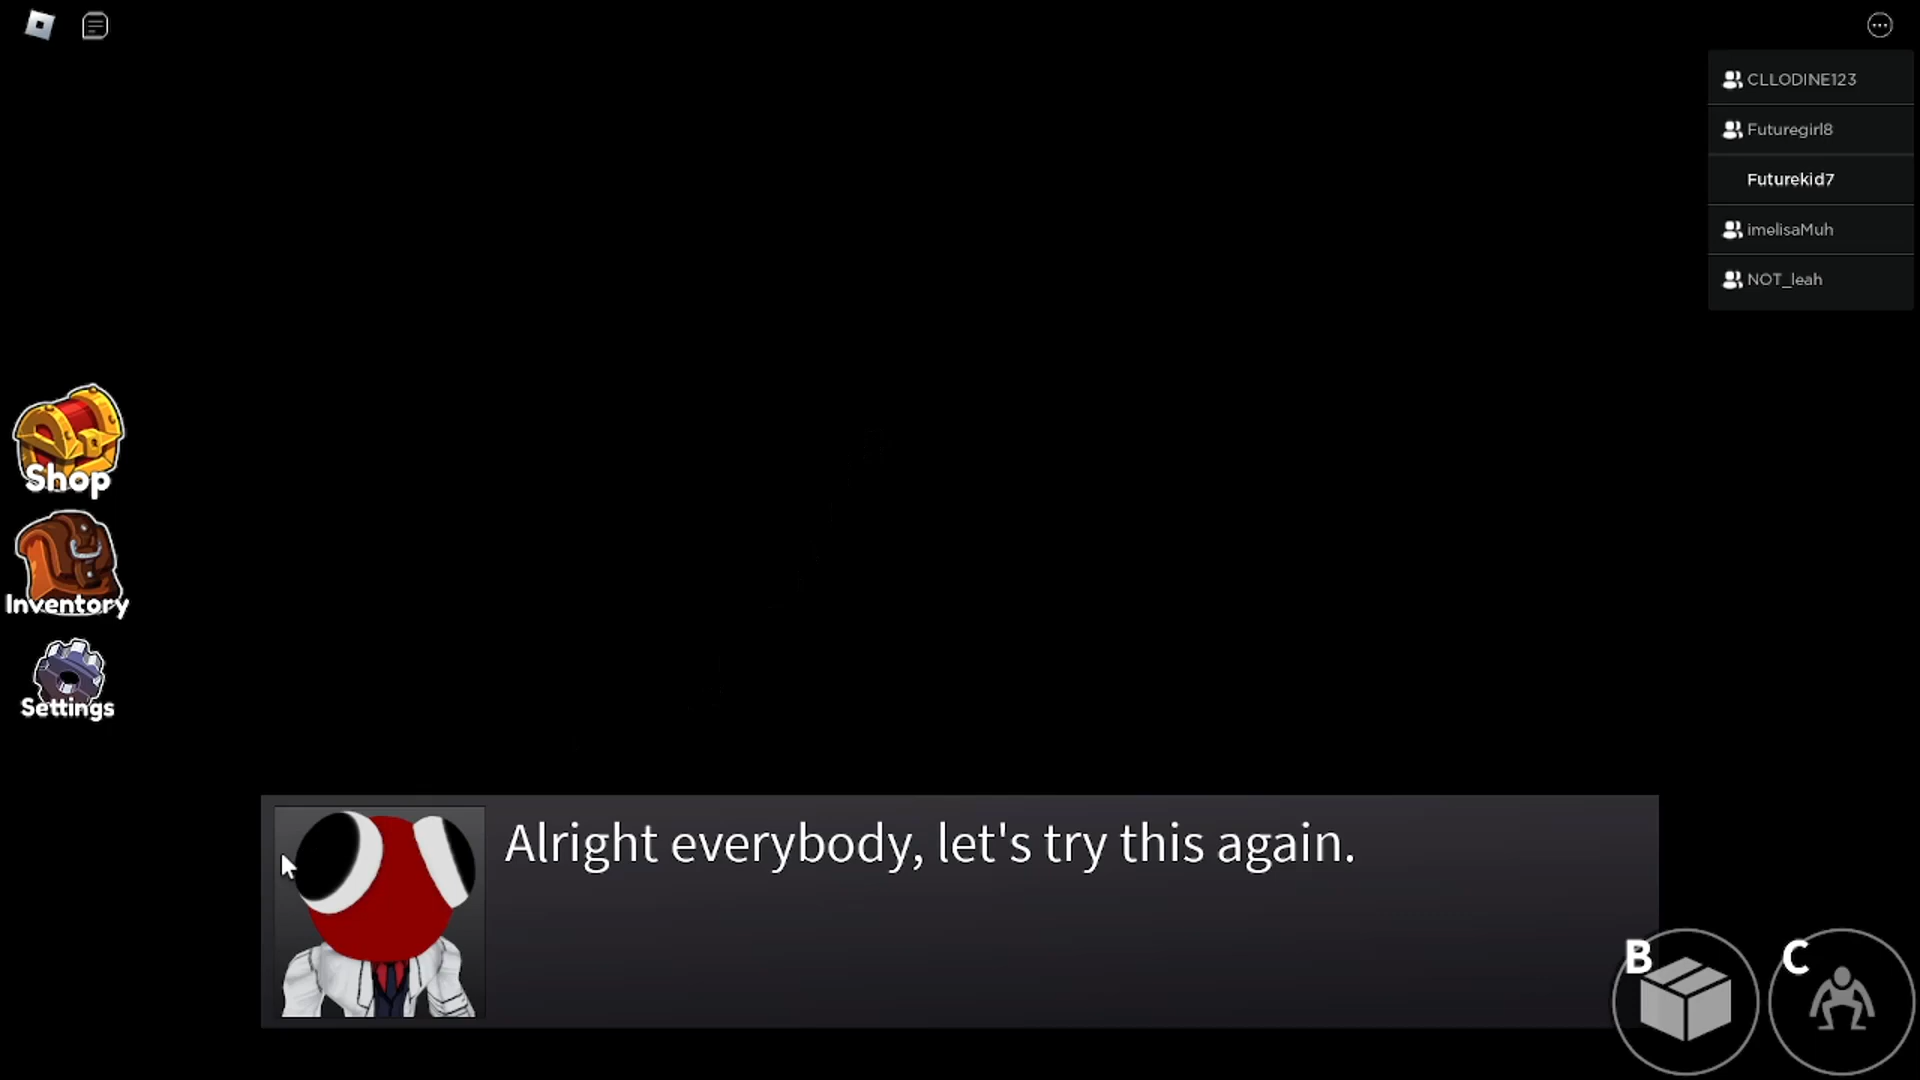 CLLODINE123
Futuregirl8
Futurekid7
imelisaMuh
NOT_leah
Shop
Inventory
Settings
Alright everybody, let's try this again.
B
C